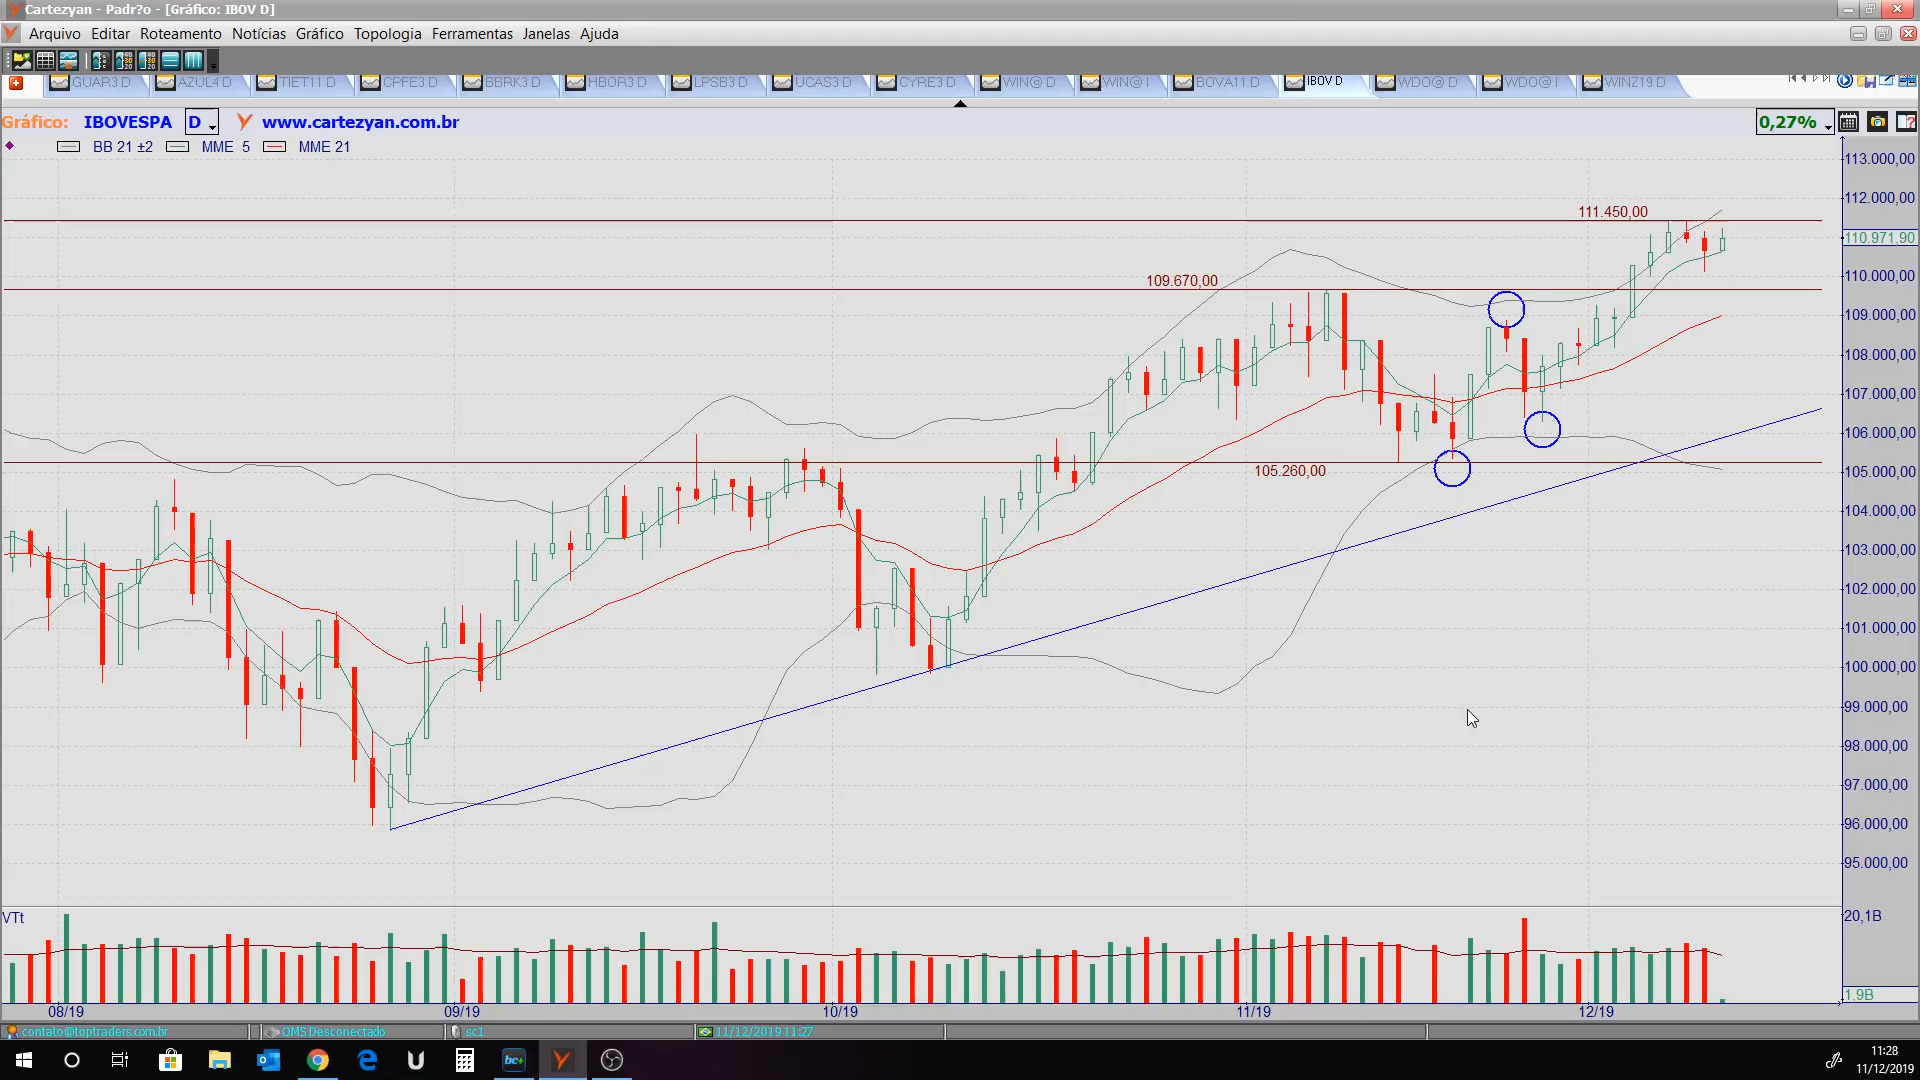 Cartezyan - Padr?o - [Gráfico: IBOV D]
Arquivo Editar Roteamento Notícias Gráfico Topologia Ferramentas Janelas Ajuda
GUAR3 D AZUL4 D TIET11 D CPFE3 D BBRK3 D HBOR3 D LPSB3 D UCAS3 D CYRE3 D WIN@ D WIN@ I BOVA11 D IBOV D WDO@ D WDO@ I WINZ19 D
Gráfico: IBOVESPA D www.cartezyan.com.br 0,27%
BB 21 ±2 MME 5 MME 21
113.000,00
112.000,00
111.450,00
110.971,90
110.000,00
109.670,00
109.000,00
108.000,00
107.000,00
106.000,00
105.260,00
105.000,00
104.000,00
103.000,00
102.000,00
101.000,00
100.000,00
99.000,00
98.000,00
97.000,00
96.000,00
95.000,00
VTt
20,1B
1,9B
08/19 09/19 10/19 11/19 12/19
contato@toptraders.com.br OMS Desconectado sc1 11/12/2019 11:27
bc+
11:28
11/12/2019